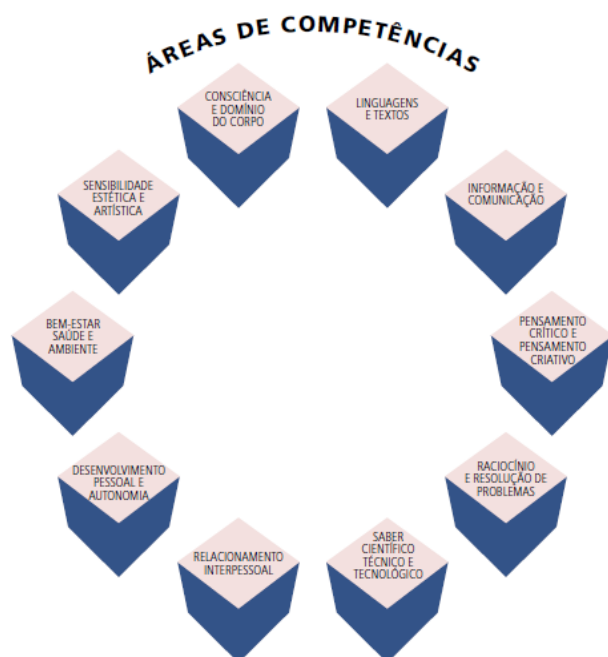 ÁREAS DE COMPETÊNCIAS
CONSCIÊNCIA
E DOMÍNIO
DO CORPO
LINGUAGENS
E TEXTOS
SENSIBILIDADE
ESTÉTICA E
ARTÍSTICA
INFORMAÇÃO E
COMUNICAÇÃO
BEM-ESTAR
SAÚDE E
AMBIENTE
PENSAMENTO
CRÍTICO E
PENSAMENTO
CRIATIVO
DESENVOLVIMENTO
PESSOAL E
AUTONOMIA
RACIOCÍNIO
E RESOLUÇÃO DE
PROBLEMAS
RELACIONAMENTO
INTERPESSOAL
SABER
CIENTÍFICO
TÉCNICO E
TECNOLÓGICO